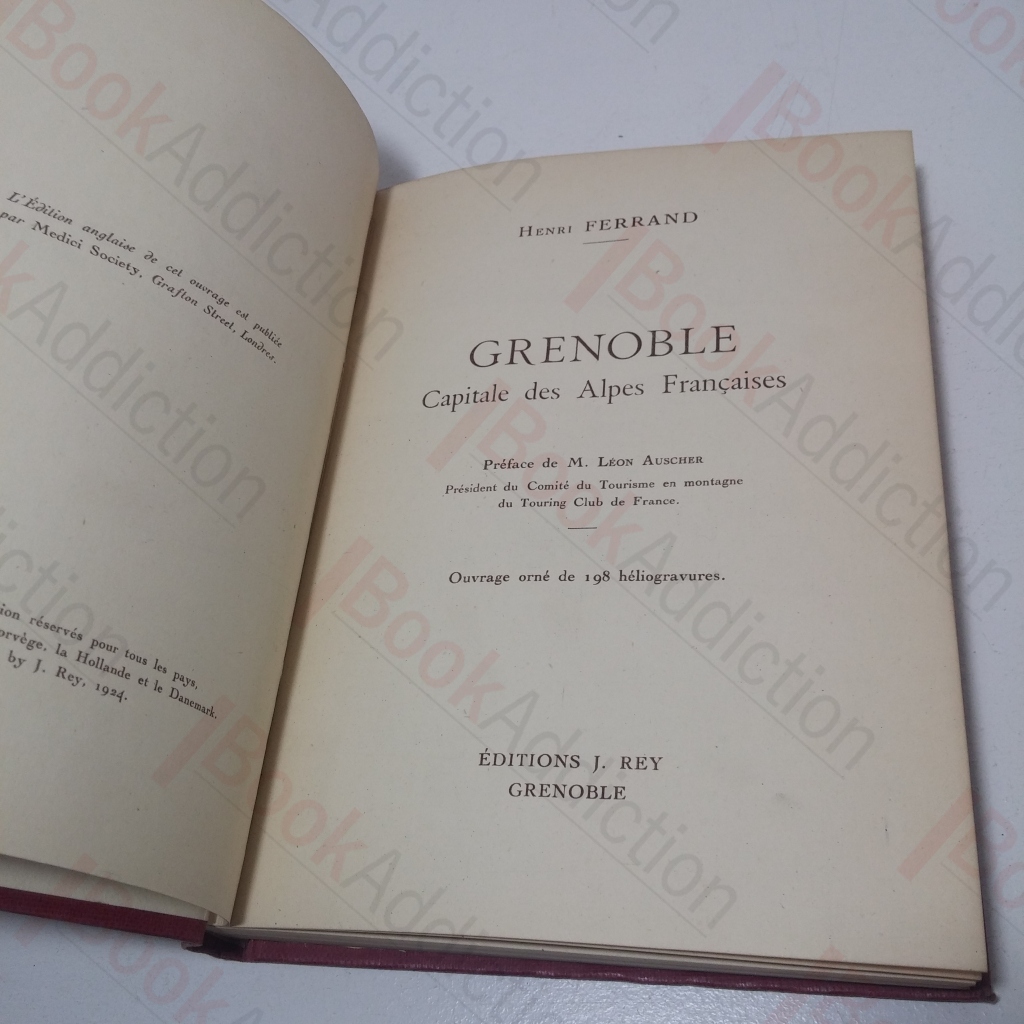 L'Édition anglaise de cet ouvrage est publiée
par Medici Society, Grafton Street, Londres.
ion réservés pour tous les pays,
orvège, la Hollande et le Danemark.
by J. Rey, 1924.
Henri FERRAND
GRENOBLE
Capitale des Alpes Françaises
Préface de M. Léon Auscher
Président du Comité du Tourisme en montagne
du Touring Club de France.
Ouvrage orné de 198 héliogravures.
ÉDITIONS J. REY
GRENOBLE
BookAddiction